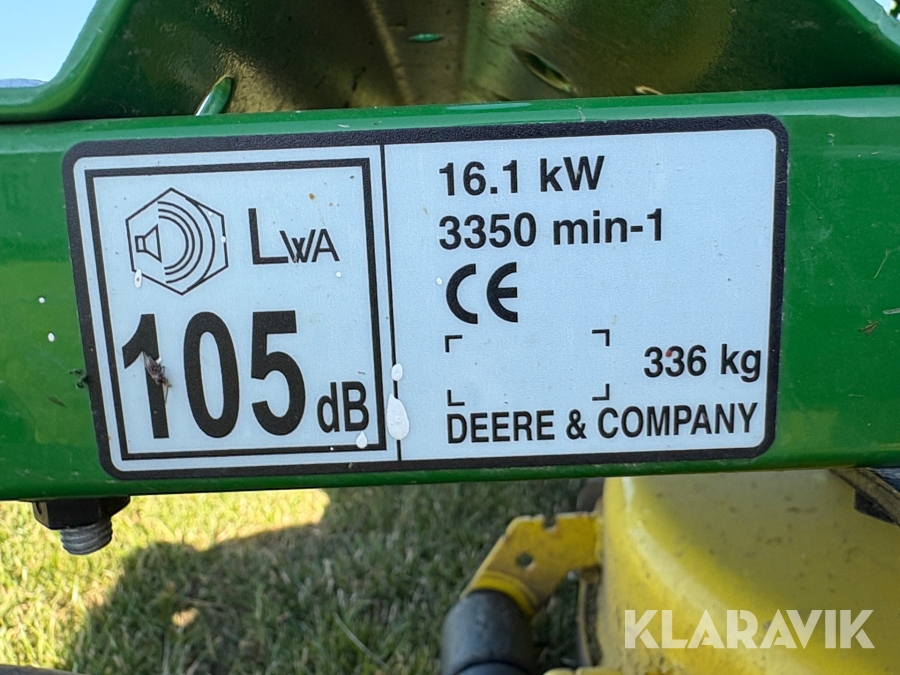 LWA
105 dB
16.1 kW
3350 min-1
CE
336 kg
DEERE & COMPANY
KLARAVIK